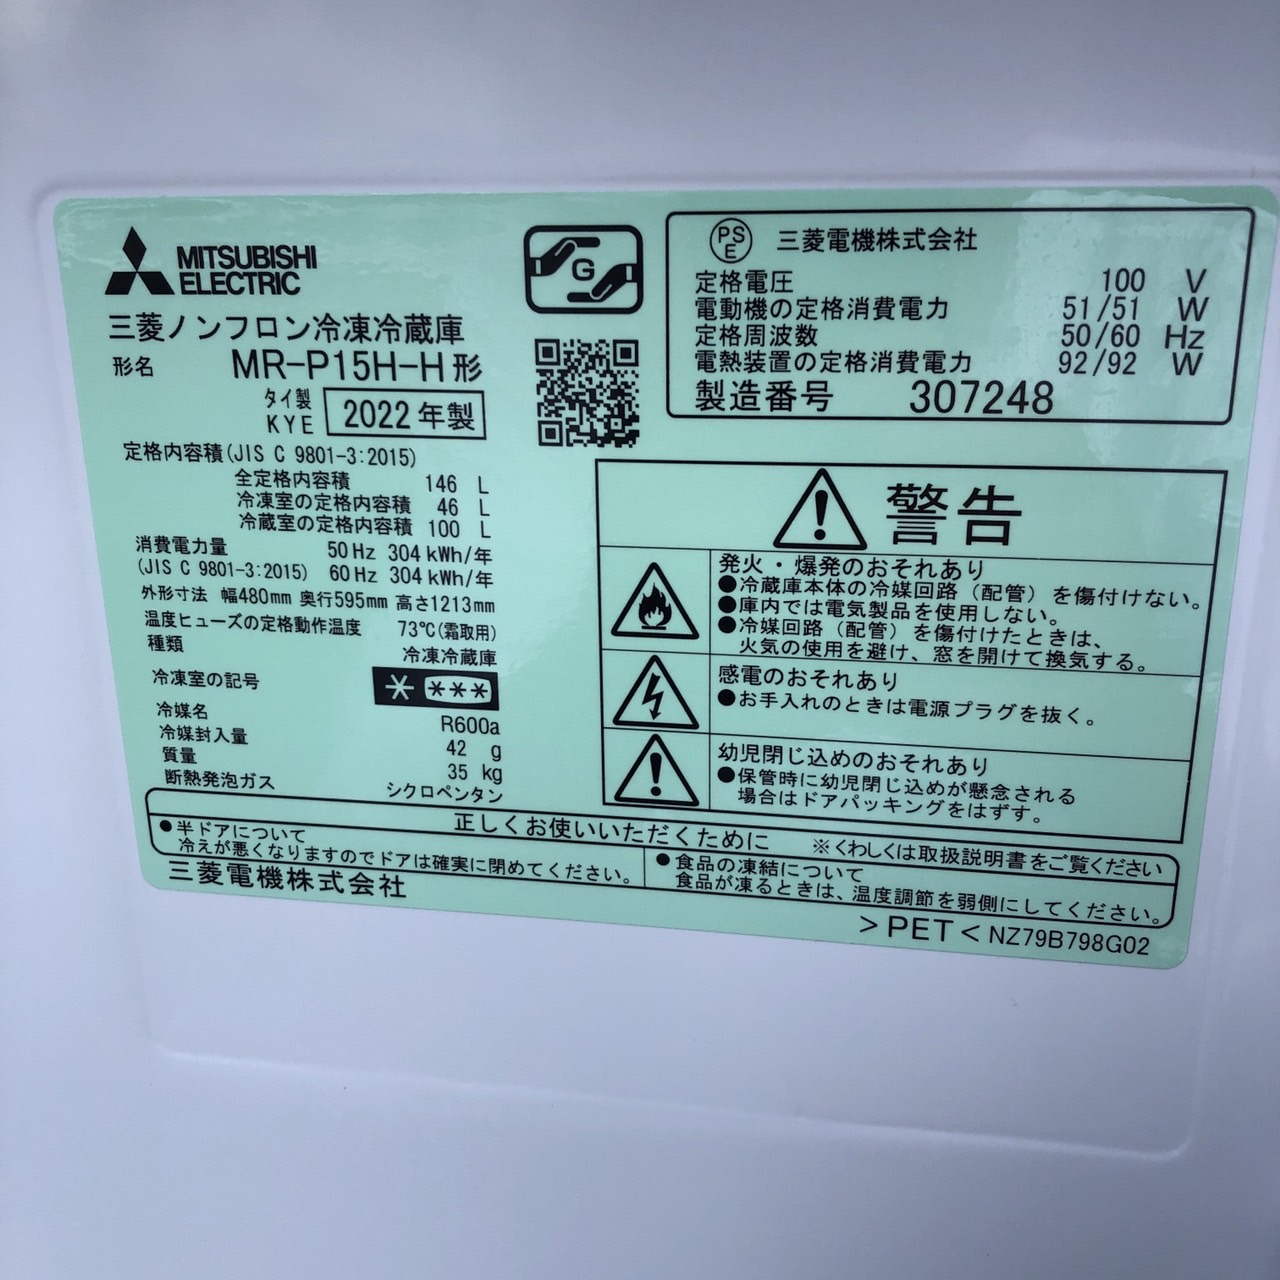 MITSUBISHI
ELECTRIC
三菱ノンフロン冷凍冷蔵庫
形名 MR-P15H-H形
タイ製
KYE
2022年製
定格内容積(JIS C 9801-3:2015)
全定格内容積 146 L
冷凍室の定格内容積 46 L
冷蔵室の定格内容積 100 L
消費電力量 50Hz 304kWh/年
(JIS C 9801-3:2015) 60Hz 304kWh/年
外形寸法 幅480mm 奥行595mm 高さ1213mm
温度ヒューズの定格動作温度 73℃(霜取用)
種類 冷凍冷蔵庫
冷凍室の記号 * ***
冷媒名 R600a
冷媒封入量 42 g
質量 35 kg
断熱発泡ガス シクロペンタン
G
PSE 三菱電機株式会社
定格電圧 100 V
電動機の定格消費電力 51/51 W
定格周波数 50/60 Hz
電熱装置の定格消費電力 92/92 W
製造番号 307248
警告
発火・爆発のおそれあり
●冷蔵庫本体の冷媒回路(配管)を傷付けない。
●庫内では電気製品を使用しない。
●冷媒回路(配管)を傷付けたときは、
火気の使用を避け、窓を開けて換気する。
感電のおそれあり
●お手入れのときは電源プラグを抜く。
幼児閉じ込めのおそれあり
●保管時に幼児閉じ込めが懸念される
場合はドアパッキングをはずす。
正しくお使いいただくために ※くわしくは取扱説明書をご覧ください
●半ドアについて
冷えが悪くなりますのでドアは確実に閉めてください。
●食品の凍結について
食品が凍るときは、温度調節を弱側にしてください。
三菱電機株式会社
>PET< NZ79B798G02